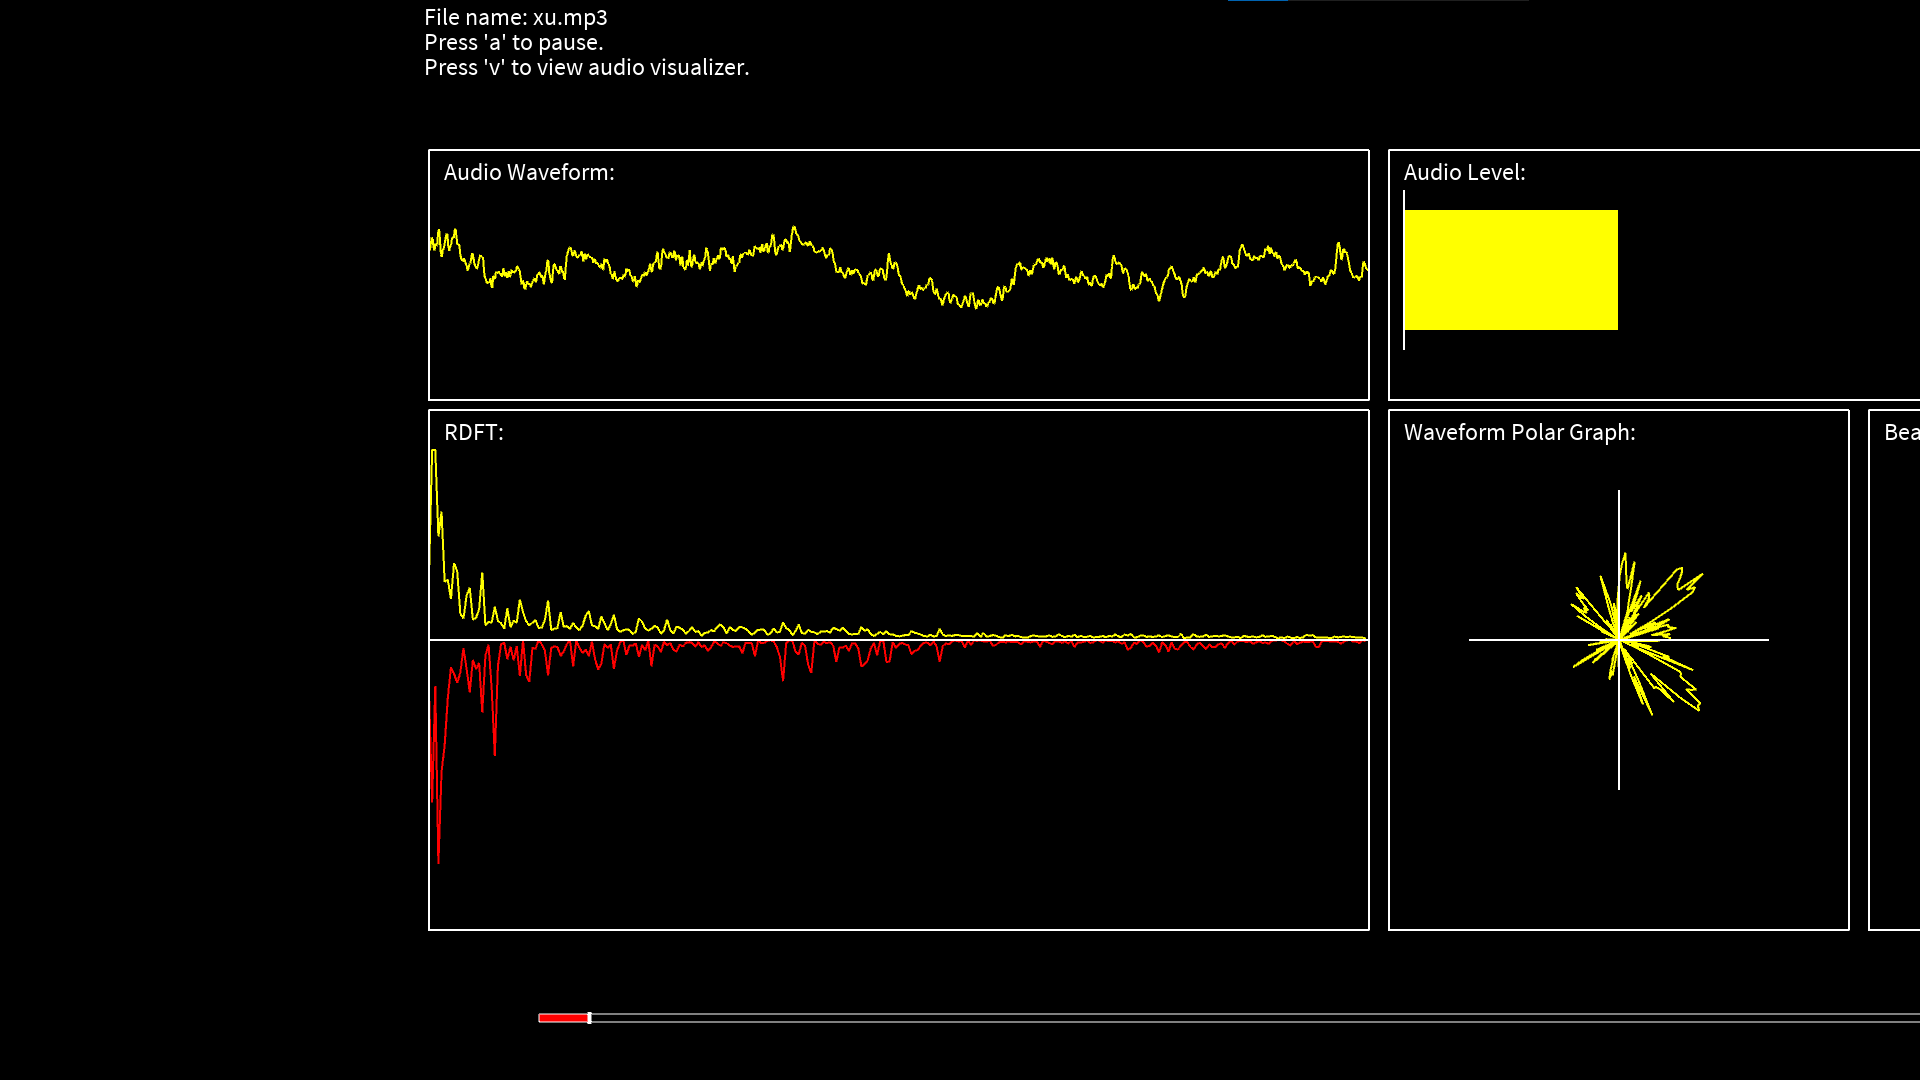 File name: xu.mp3
Press 'a' to pause.
Press 'v' to view audio visualizer.
Audio Waveform:
Audio Level:
RDFT:
Waveform Polar Graph:
Bea